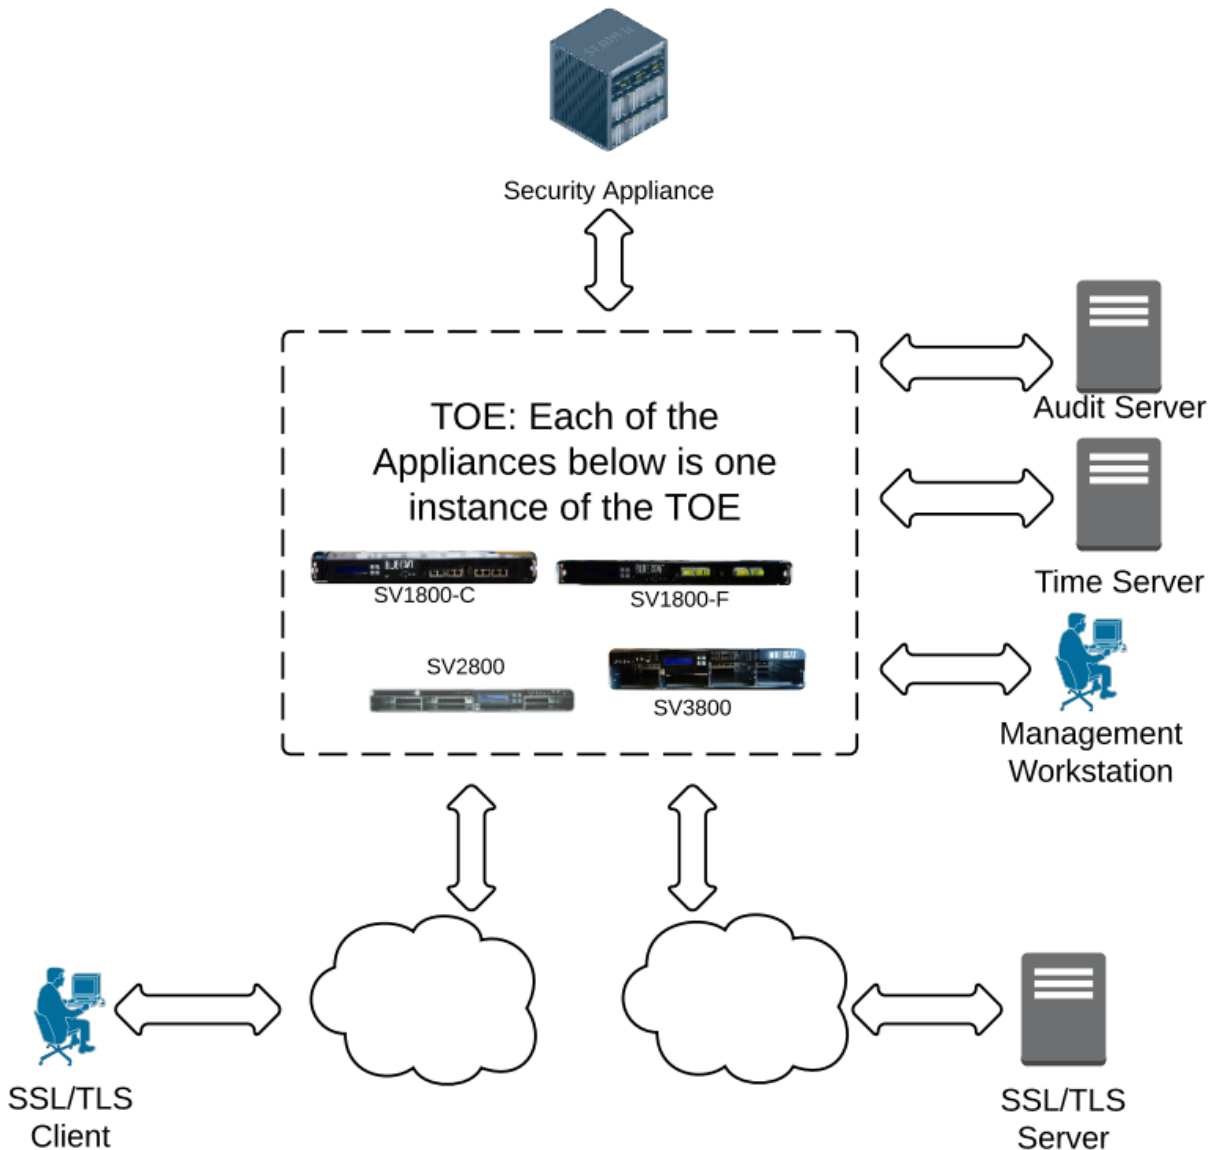 Security Appliance
TOE: Each of the
Appliances below is one
instance of the TOE
SV1800-C
SV1800-F
SV2800
SV3800
Audit Server
Time Server
Management
Workstation
SSL/TLS
Client
SSL/TLS
Server